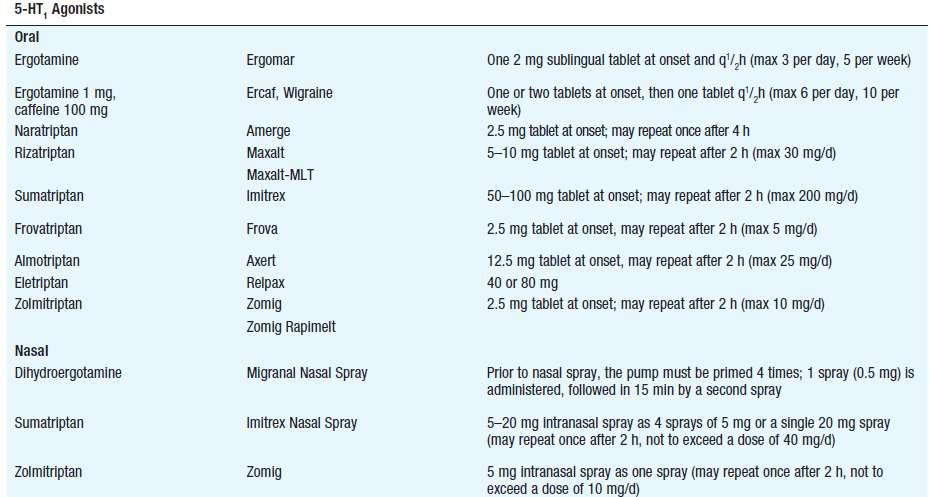 5-HT1 Agonists
Oral
Ergotamine Ergomar One 2 mg sublingual tablet at onset and q1/2h (max 3 per day, 5 per week)
Ergotamine 1 mg, Ercaf, Wigraine One or two tablets at onset, then one tablet q1/2h (max 6 per day, 10 per
caffeine 100 mg week)
Naratriptan Amerge 2.5 mg tablet at onset; may repeat once after 4 h
Rizatriptan Maxalt 5–10 mg tablet at onset; may repeat after 2 h (max 30 mg/d)
Maxalt-MLT
Sumatriptan Imitrex 50–100 mg tablet at onset; may repeat after 2 h (max 200 mg/d)
Frovatriptan Frova 2.5 mg tablet at onset, may repeat after 2 h (max 5 mg/d)
Almotriptan Axert 12.5 mg tablet at onset, may repeat after 2 h (max 25 mg/d)
Eletriptan Relpax 40 or 80 mg
Zolmitriptan Zomig 2.5 mg tablet at onset; may repeat after 2 h (max 10 mg/d)
Zomig Rapimelt
Nasal
Dihydroergotamine Migranal Nasal Spray Prior to nasal spray, the pump must be primed 4 times; 1 spray (0.5 mg) is
administered, followed in 15 min by a second spray
Sumatriptan Imitrex Nasal Spray 5–20 mg intranasal spray as 4 sprays of 5 mg or a single 20 mg spray
(may repeat once after 2 h, not to exceed a dose of 40 mg/d)
Zolmitriptan Zomig 5 mg intranasal spray as one spray (may repeat once after 2 h, not to
exceed a dose of 10 mg/d)